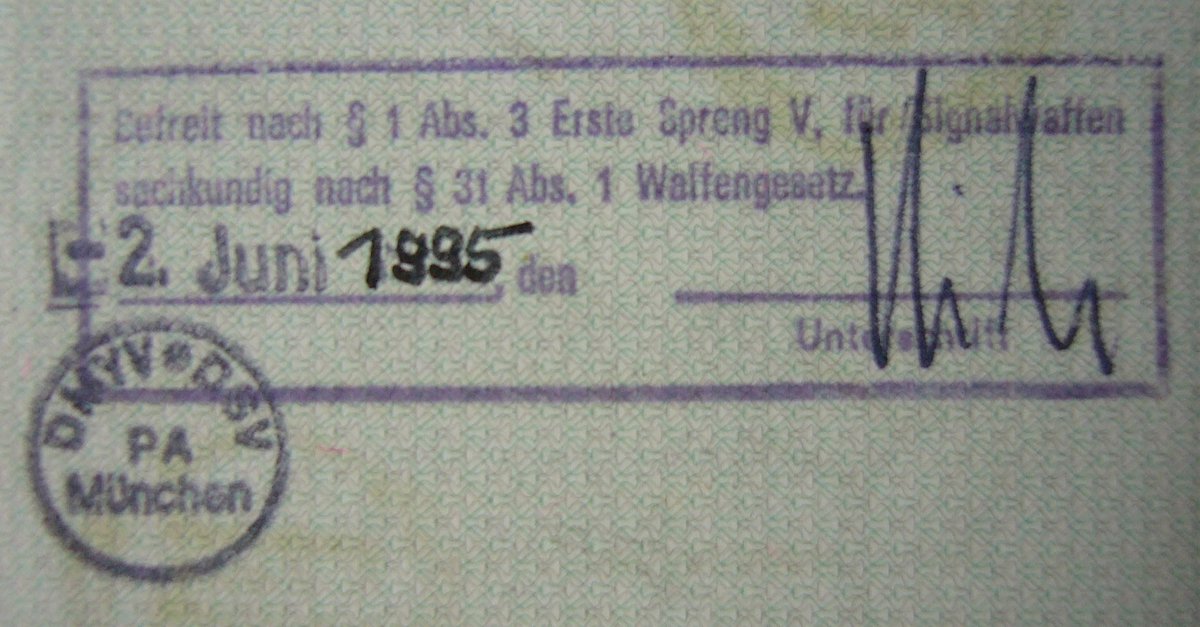 Befreit nach § 1 Abs. 3 Erste Spreng V, für Signalwaffen
sachkundig nach § 31 Abs. 1 Waffengesetz.
2. Juni 1995, den
Unterschrift
DMYV * DSV
PA
München